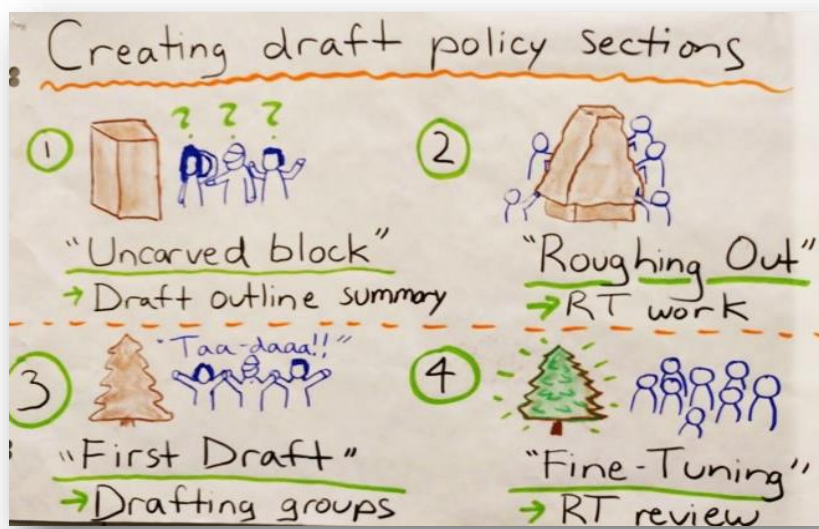 Creating draft policy sections
1
? ? ?
"Uncarved block"
→ Draft outline summary
2
"Roughing Out"
→ RT work
3
"Taa-daaa!!"
"First Draft"
→ Drafting groups
4
"Fine-Tuning"
→ RT review